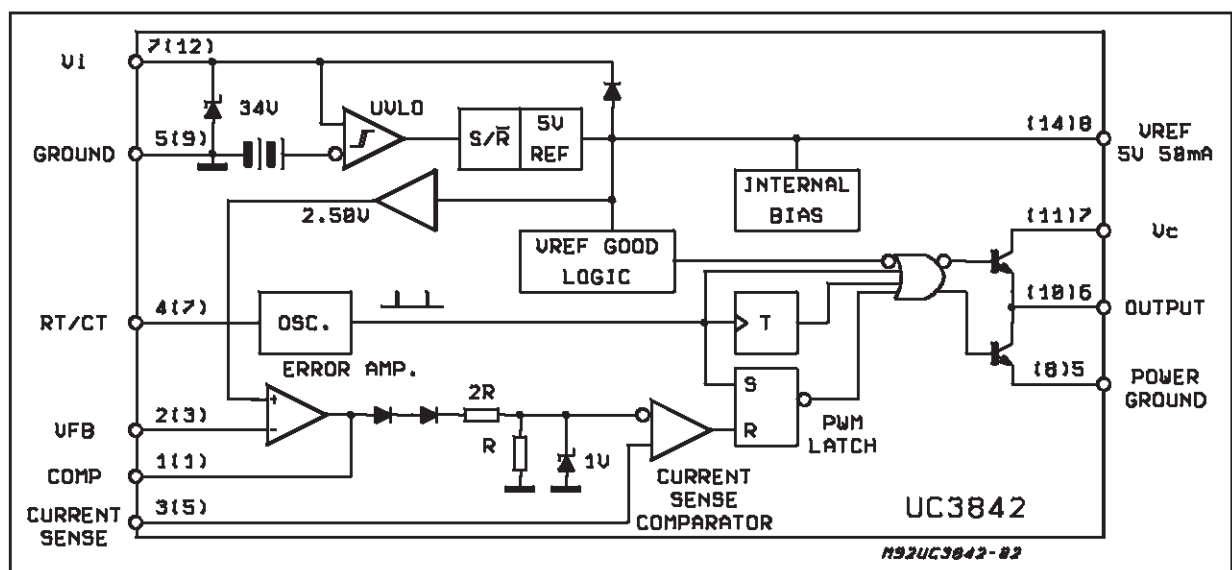 7(12)
Vi
34V
UVLO
5(9)
GROUND
S/R̅
5V
REF
(14)8
VREF
5V 50mA
INTERNAL
BIAS
2.50V
VREF GOOD
LOGIC
(11)7
Vc
4(7)
RT/CT
OSC.
T
(10)6
OUTPUT
ERROR AMP.
(8)5
POWER
GROUND
+
-
2R
S
R
PWM
LATCH
2(3)
VFB
R
1V
1(1)
COMP
CURRENT
SENSE
COMPARATOR
3(5)
CURRENT
SENSE
UC3842
M92UC3842-02